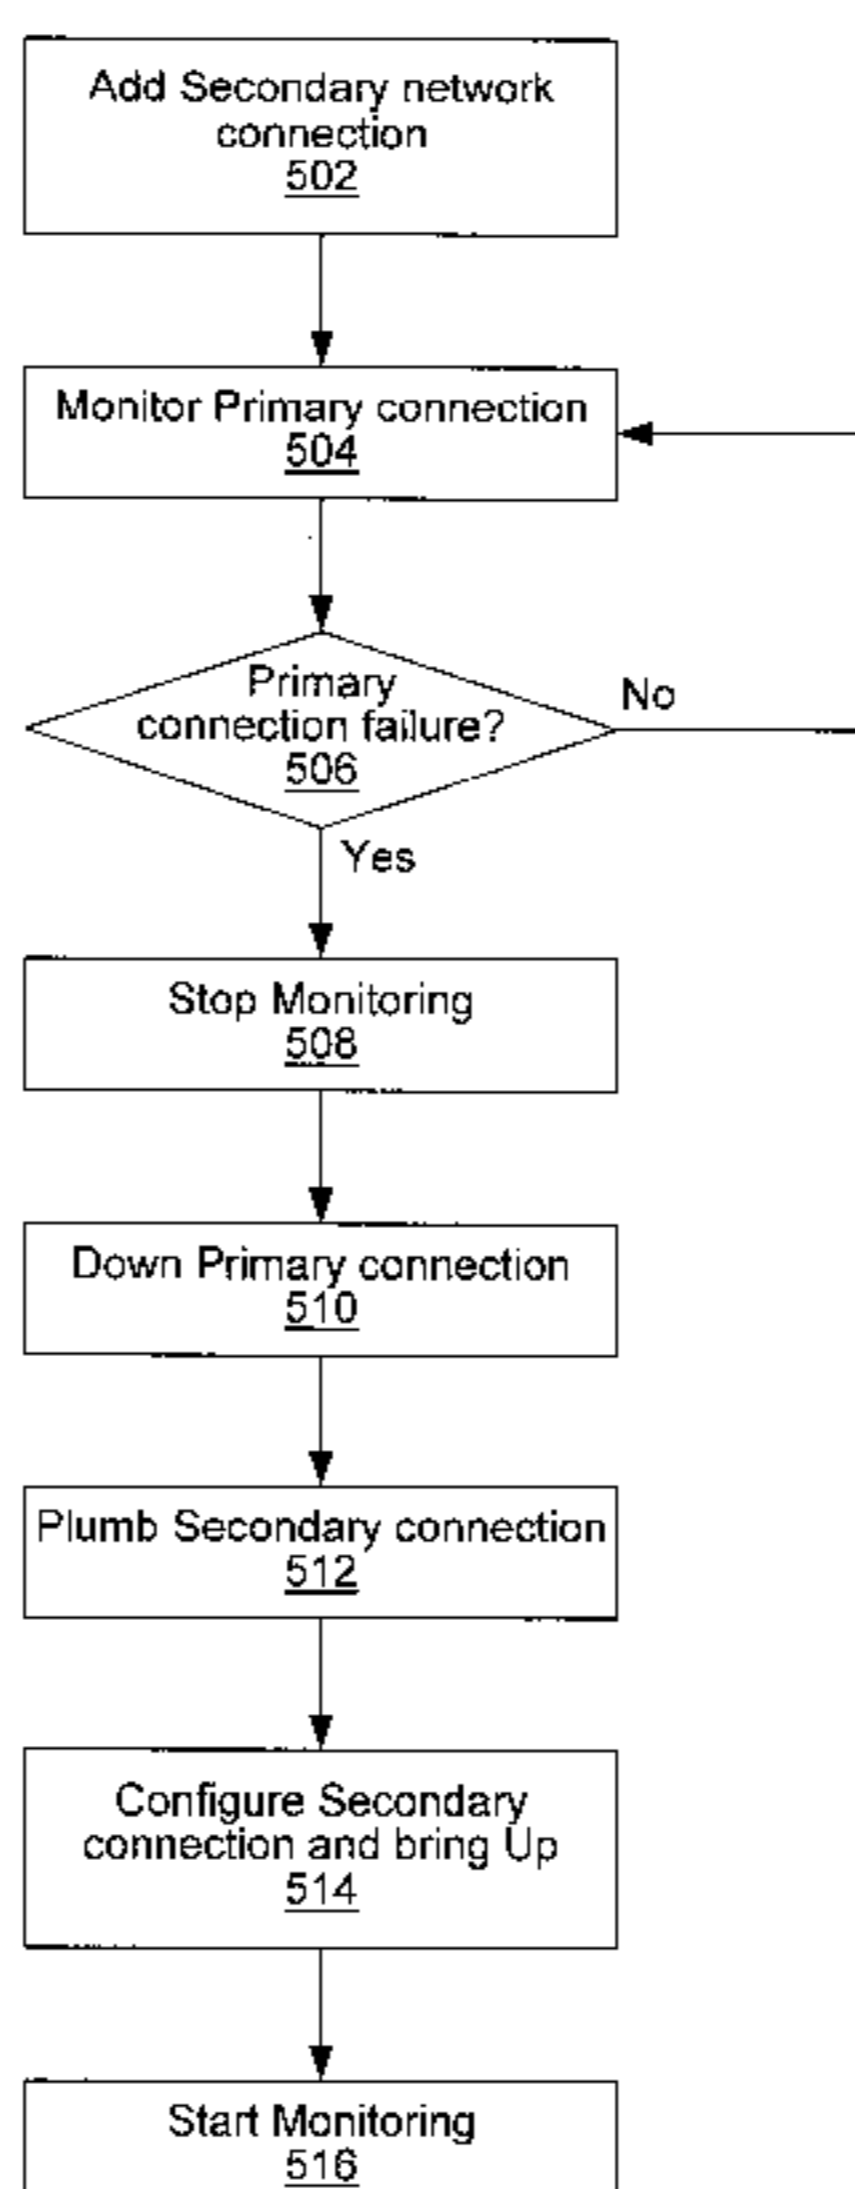 Add Secondary network
connection
502
Monitor Primary connection
504
Primary
connection failure?
506
No
Yes
Stop Monitoring
508
Down Primary connection
510
Plumb Secondary connection
512
Configure Secondary
connection and bring Up
514
Start Monitoring
516